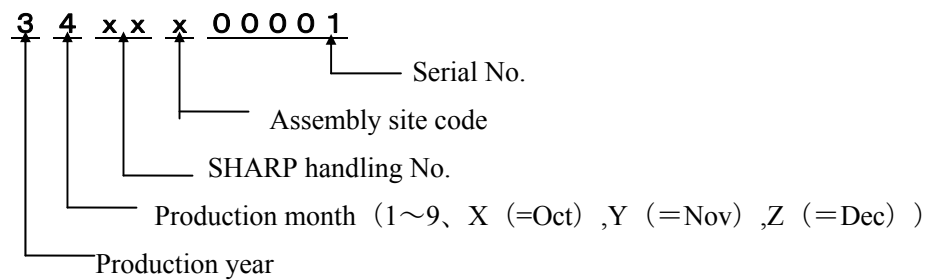 ３ ４ ｘｘ ｘ ００００１
Serial No.
Assembly site code
SHARP handling No.
Production month（1～9、X（=Oct）,Y（＝Nov）,Z（＝Dec））
Production year